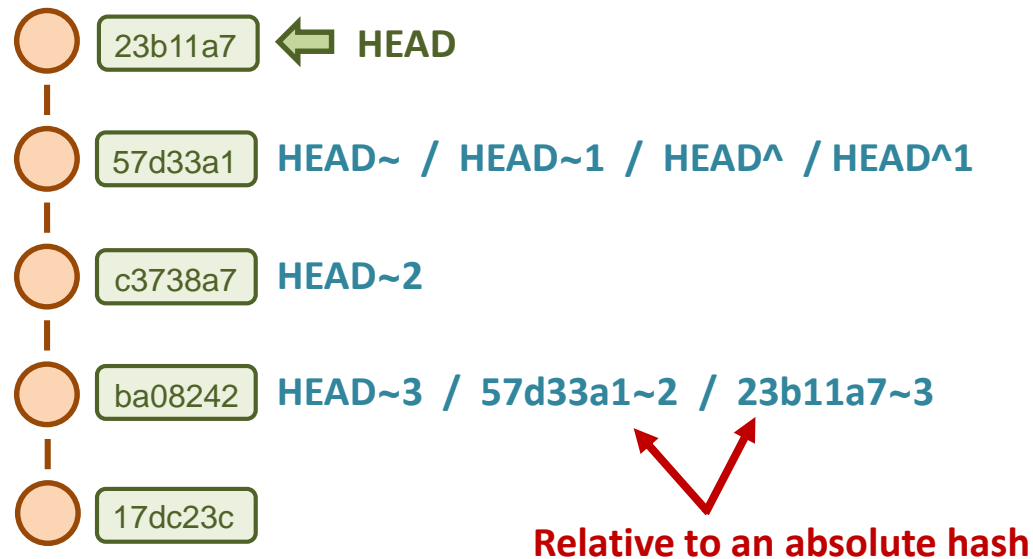 23b11a7 HEAD
57d33a1 HEAD~ / HEAD~1 / HEAD^ / HEAD^1
c3738a7 HEAD~2
ba08242 HEAD~3 / 57d33a1~2 / 23b11a7~3
17dc23c
Relative to an absolute hash